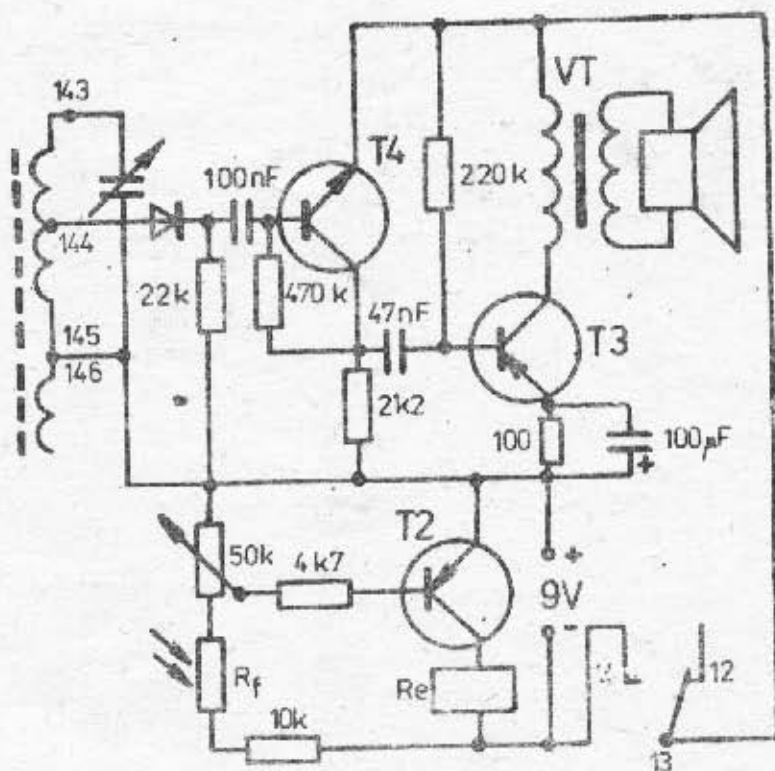 VT
143
T4
100nF
220k
144
22k
470k
47nF
T3
145
146
2k2
100
100µF
+
T2
50k
4k7
+
9V
-
12
Rf
Re
10k
13